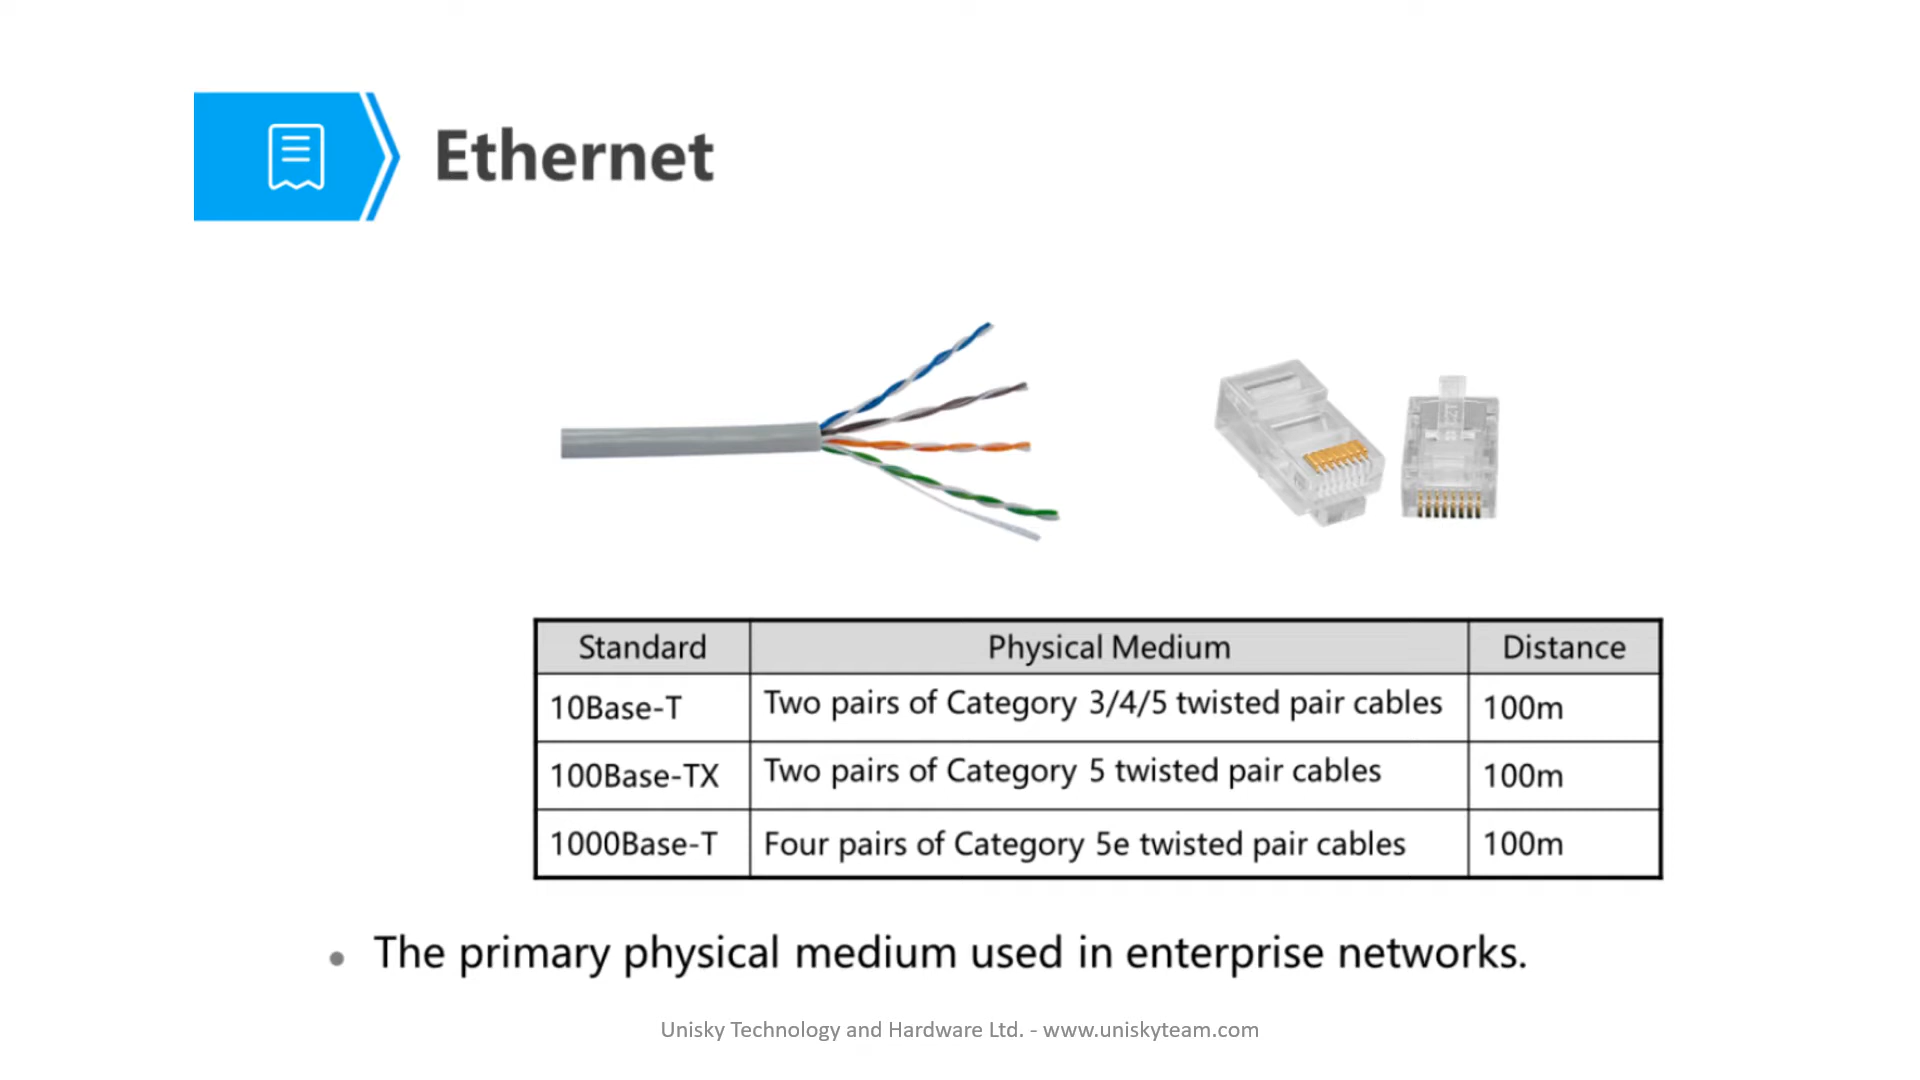 Ethernet
Standard Physical Medium Distance
10Base-T Two pairs of Category 3/4/5 twisted pair cables 100m
100Base-TX Two pairs of Category 5 twisted pair cables 100m
1000Base-T Four pairs of Category 5e twisted pair cables 100m
• The primary physical medium used in enterprise networks.
Unisky Technology and Hardware Ltd. - www.uniskyteam.com